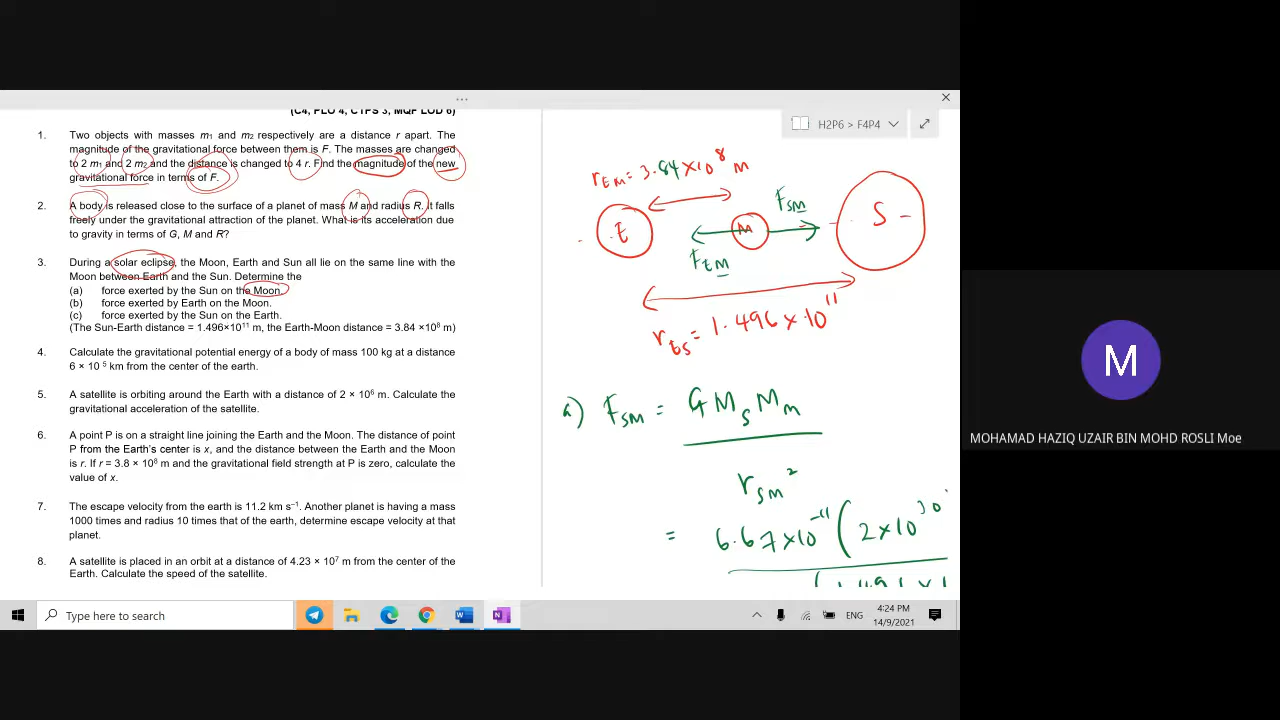 (C4, PLO 4, CTPS 3, MQF LOD 6)
1. Two objects with masses m1 and m2 respectively are a distance r apart. The
magnitude of the gravitational force between them is F. The masses are changed
to 2 m1 and 2 m2 and the distance is changed to 4 r. Find the magnitude of the new
gravitational force in terms of F.
2. A body is released close to the surface of a planet of mass M and radius R. It falls
freely under the gravitational attraction of the planet. What is its acceleration due
to gravity in terms of G, M and R?
3. During a solar eclipse, the Moon, Earth and Sun all lie on the same line with the
Moon between Earth and the Sun. Determine the
(a) force exerted by the Sun on the Moon.
(b) force exerted by Earth on the Moon.
(c) force exerted by the Sun on the Earth.
(The Sun-Earth distance = 1.496×10¹¹ m, the Earth-Moon distance = 3.84 ×10⁸ m)
4. Calculate the gravitational potential energy of a body of mass 100 kg at a distance
6 × 10 ⁵ km from the center of the earth.
5. A satellite is orbiting around the Earth with a distance of 2 × 10⁶ m. Calculate the
gravitational acceleration of the satellite.
6. A point P is on a straight line joining the Earth and the Moon. The distance of point
P from the Earth's center is x, and the distance between the Earth and the Moon
is r. If r = 3.8 × 10⁸ m and the gravitational field strength at P is zero, calculate the
value of x.
7. The escape velocity from the earth is 11.2 km s⁻¹. Another planet is having a mass
1000 times and radius 10 times that of the earth, determine escape velocity at that
planet.
8. A satellite is placed in an orbit at a distance of 4.23 × 10⁷ m from the center of the
Earth. Calculate the speed of the satellite.
H2P6 > F4P4
rEM = 3.84 × 10⁸ m
FSM
E M S
FEM
rES = 1.496 × 10¹¹
a) FSM = G Ms Mm
rSM²
= 6.67 × 10⁻¹¹ (2 × 10³⁰
M
MOHAMAD HAZIQ UZAIR BIN MOHD ROSLI Moe
Type here to search
ENG
4:24 PM
14/9/2021